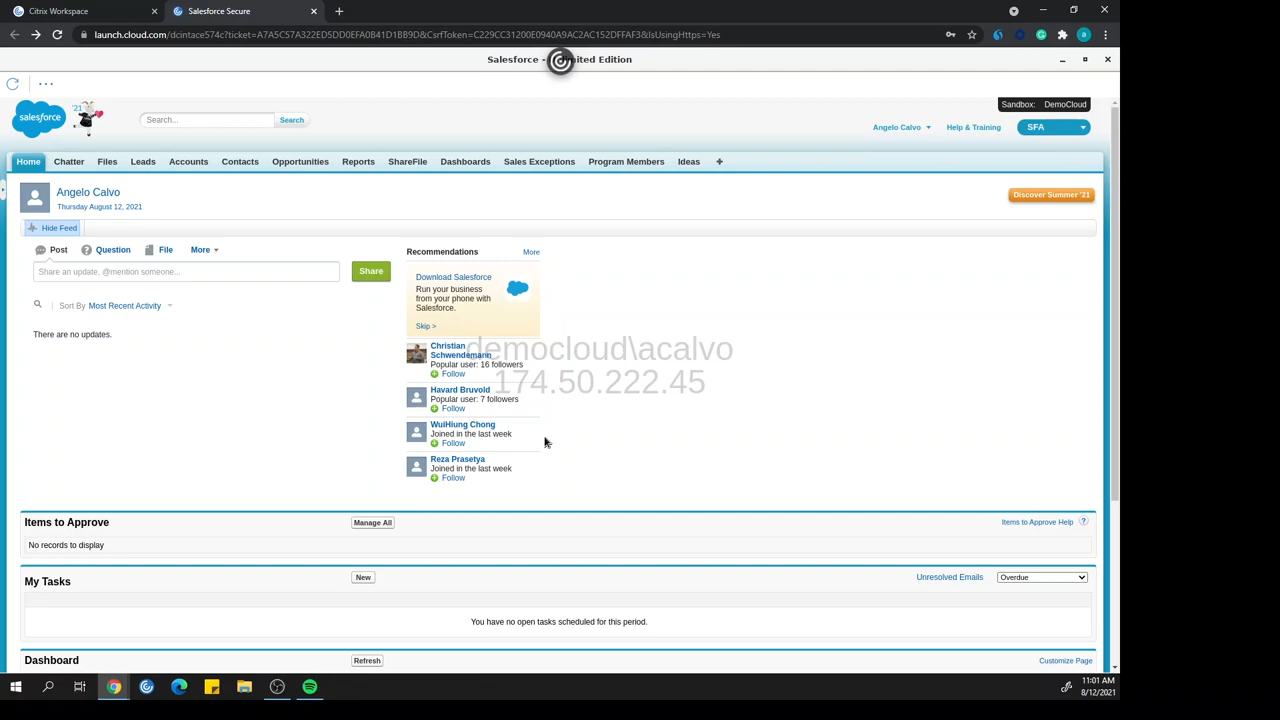 Citrix Workspace
Salesforce Secure
launch.cloud.com/dcintace574c?ticket=A7A5C57A322ED5DD0EFA0B41D1BB9D&CsrfToken=C229CC31200E0940A9AC2AC152DFFAF3&IsUsingHttps=Yes
a
Salesforce - ited Edition
Sandbox: DemoCloud
salesforce
'21
Search...
Search
Angelo Calvo
Help & Training
SFA
Home
Chatter
Files
Leads
Accounts
Contacts
Opportunities
Reports
ShareFile
Dashboards
Sales Exceptions
Program Members
Ideas
Angelo Calvo
Thursday August 12, 2021
Discover Summer '21
Hide Feed
Post
Question
File
More
Share an update, @mention someone...
Share
Sort By Most Recent Activity
There are no updates.
Recommendations
More
Download Salesforce
Run your business
from your phone with
Salesforce.
Skip >
Christian
Schwendemann
Popular user: 16 followers
Follow
Havard Bruvold
Popular user: 7 followers
Follow
WuiHiung Chong
Joined in the last week
Follow
Reza Prasetya
Joined in the last week
Follow
democloud\acalvo
174.50.222.45
Items to Approve
Manage All
Items to Approve Help
?
No records to display
My Tasks
New
Unresolved Emails
Overdue
You have no open tasks scheduled for this period.
Dashboard
Refresh
Customize Page
11:01 AM
8/12/2021